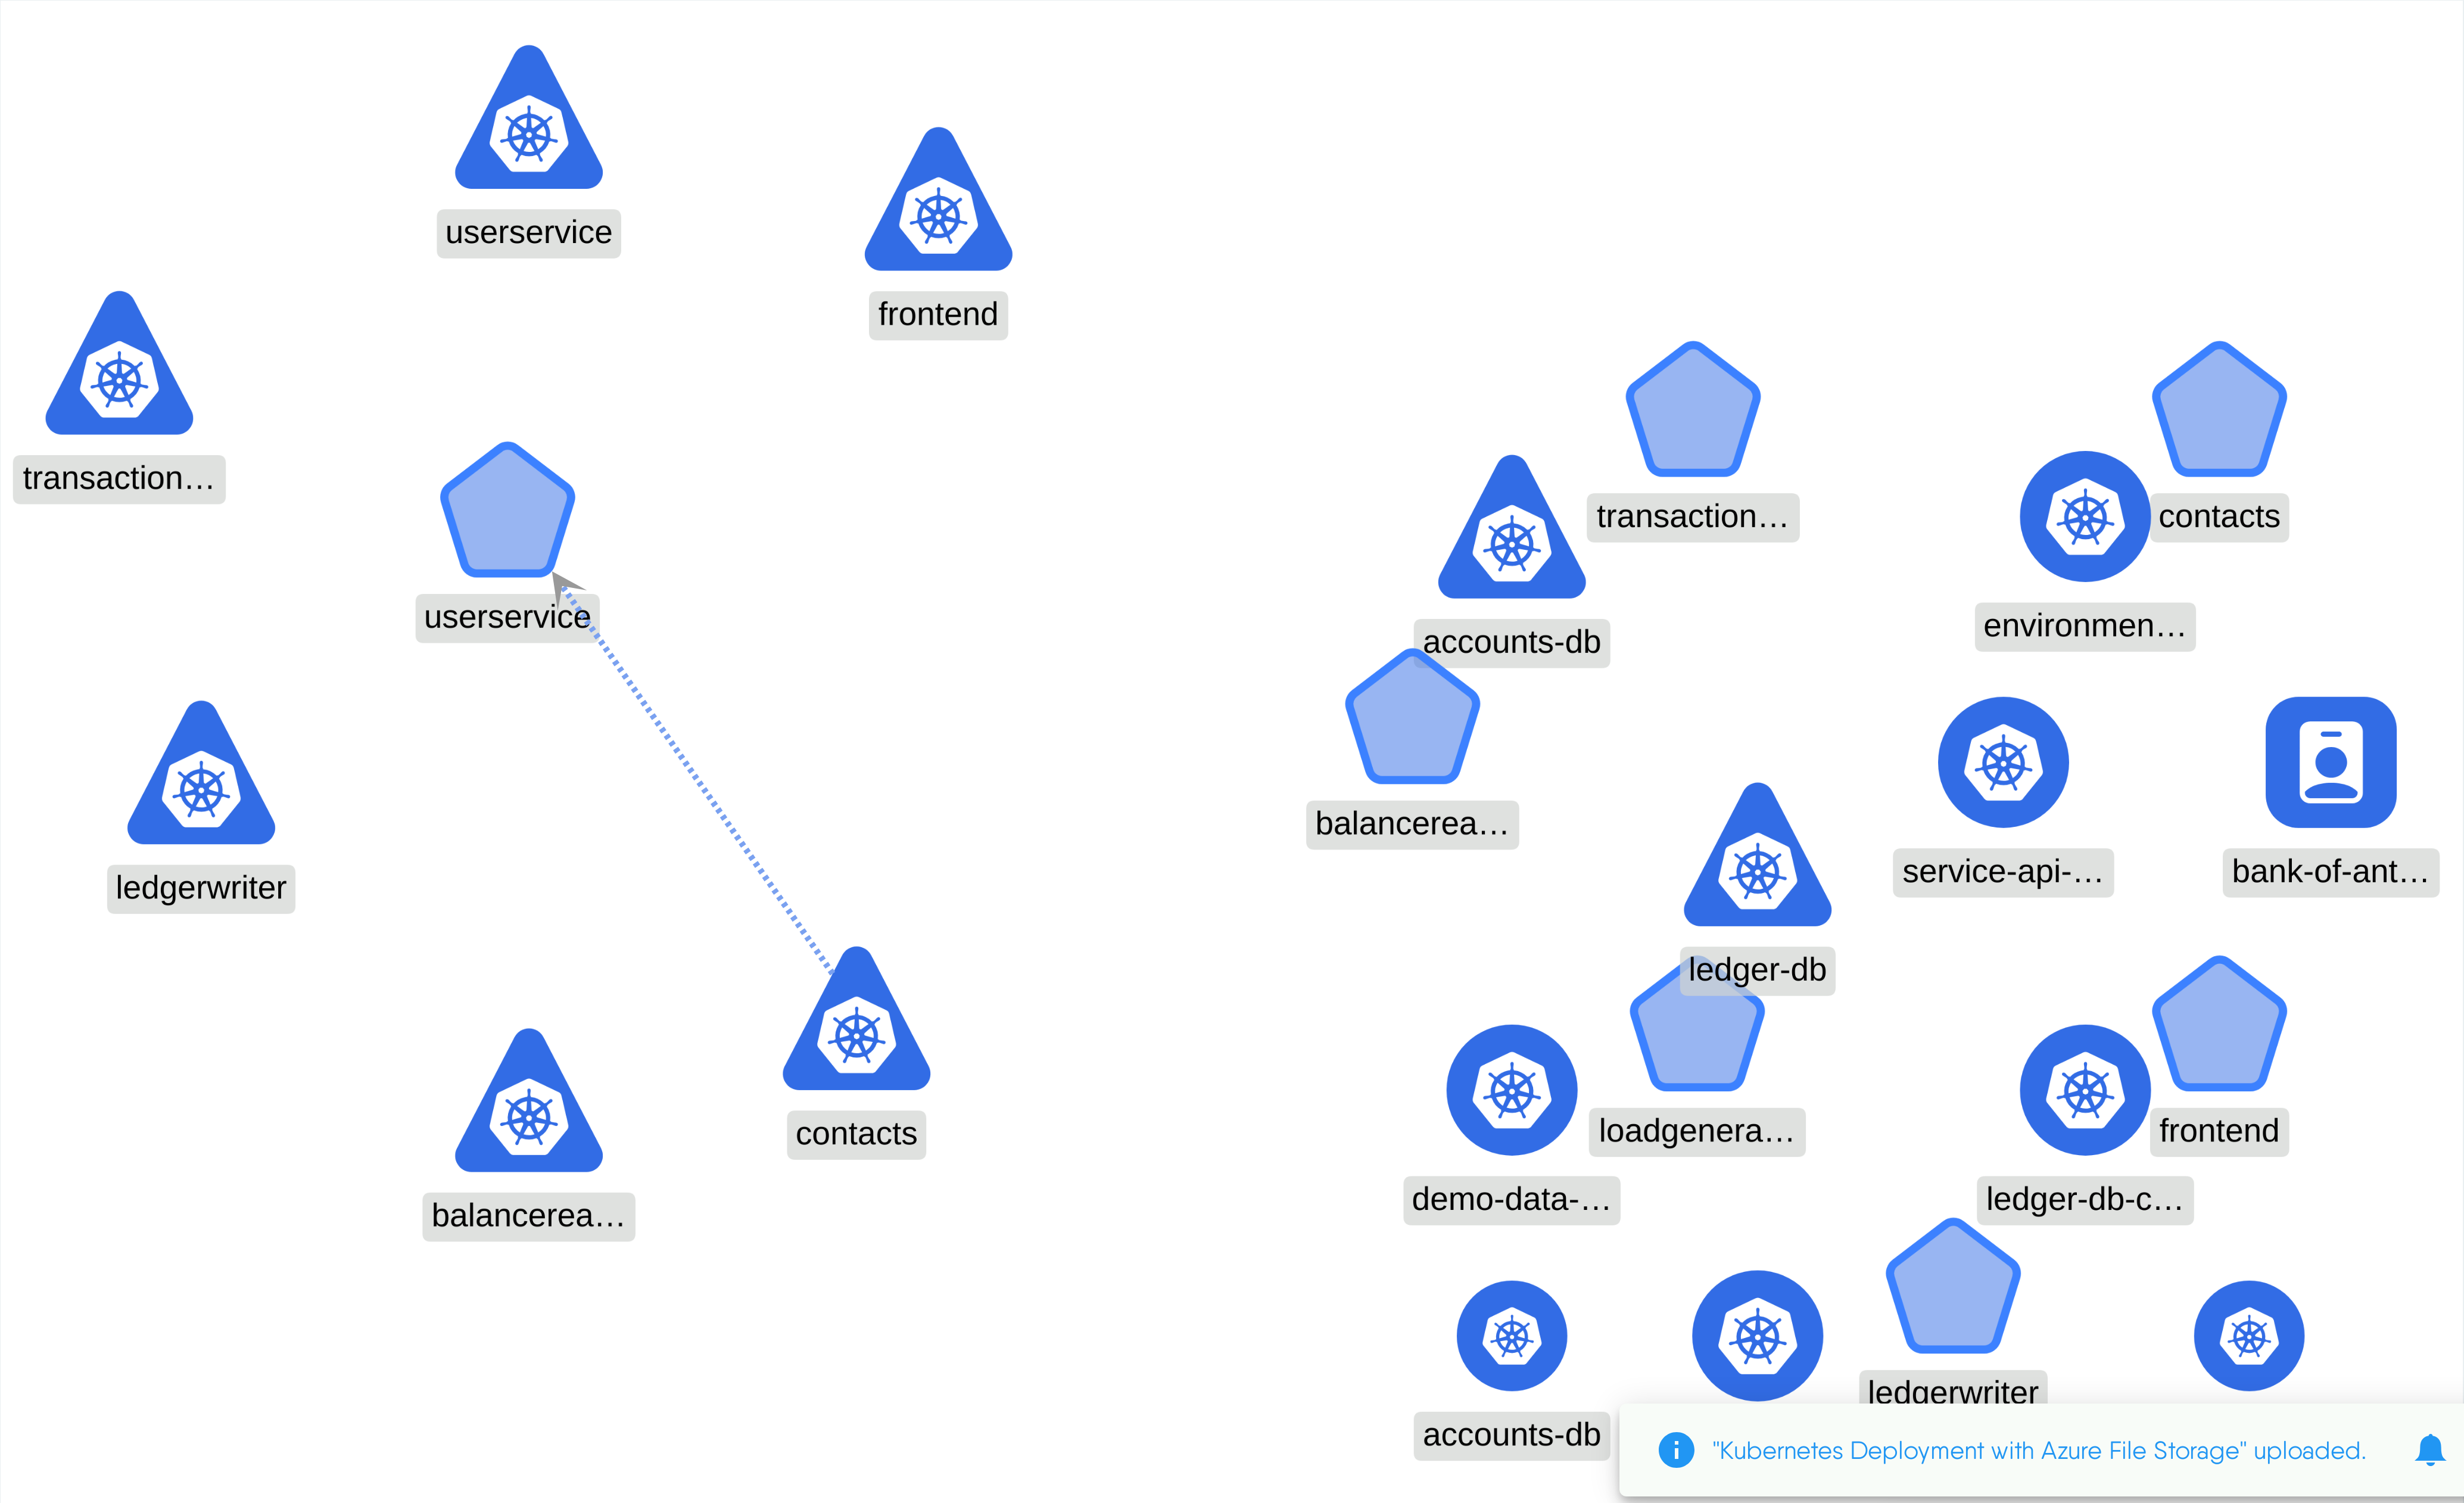 userservice
frontend
transaction…
userservice
transaction…
contacts
accounts-db
environmen…
balancerea…
service-api-…
bank-of-ant…
ledgerwriter
ledger-db
contacts
loadgenera…
frontend
balancerea…
demo-data-…
ledger-db-c…
ledgerwriter
accounts-db
"Kubernetes Deployment with Azure File Storage" uploaded.